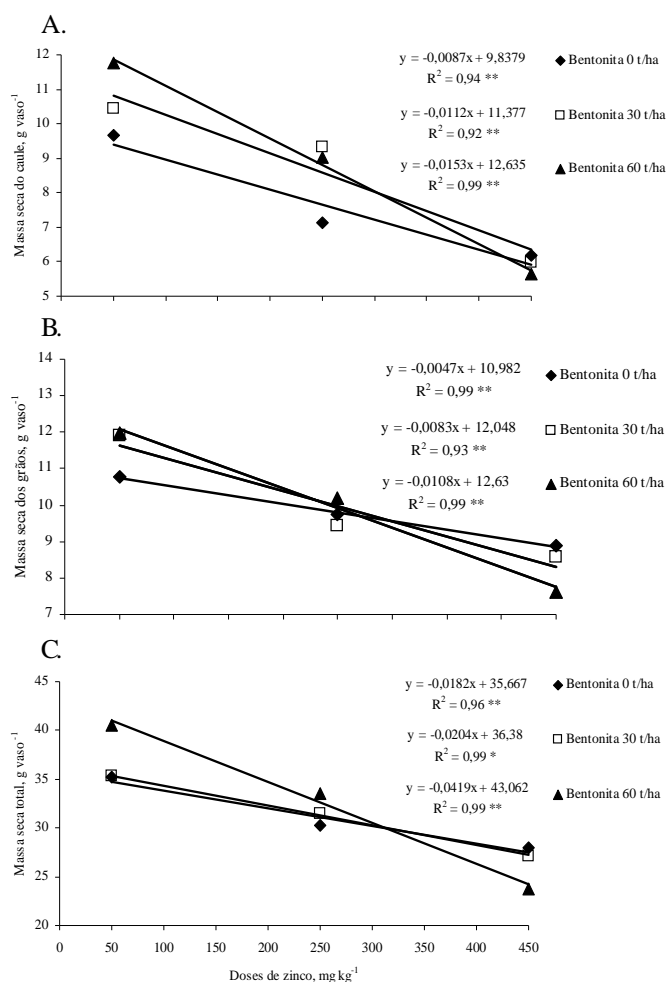 A.
Massa seca do caule, g vaso⁻¹
12
11
10
9
8
7
6
5
y = -0,0087x + 9,8379
R² = 0,94 **
Bentonita 0 t/ha
y = -0,0112x + 11,377
R² = 0,92 **
Bentonita 30 t/ha
y = -0,0153x + 12,635
R² = 0,99 **
Bentonita 60 t/ha
B.
Massa seca dos grãos, g vaso⁻¹
14
13
12
11
10
9
8
7
y = -0,0047x + 10,982
R² = 0,99 **
Bentonita 0 t/ha
y = -0,0083x + 12,048
R² = 0,93 **
Bentonita 30 t/ha
y = -0,0108x + 12,63
R² = 0,99 **
Bentonita 60 t/ha
C.
Massa seca total, g vaso⁻¹
45
40
35
30
25
20
y = -0,0182x + 35,667
R² = 0,96 **
Bentonita 0 t/ha
y = -0,0204x + 36,38
R² = 0,99 *
Bentonita 30 t/ha
y = -0,0419x + 43,062
R² = 0,99 **
Bentonita 60 t/ha
0 50 100 150 200 250 300 350 400 450
Doses de zinco, mg kg⁻¹